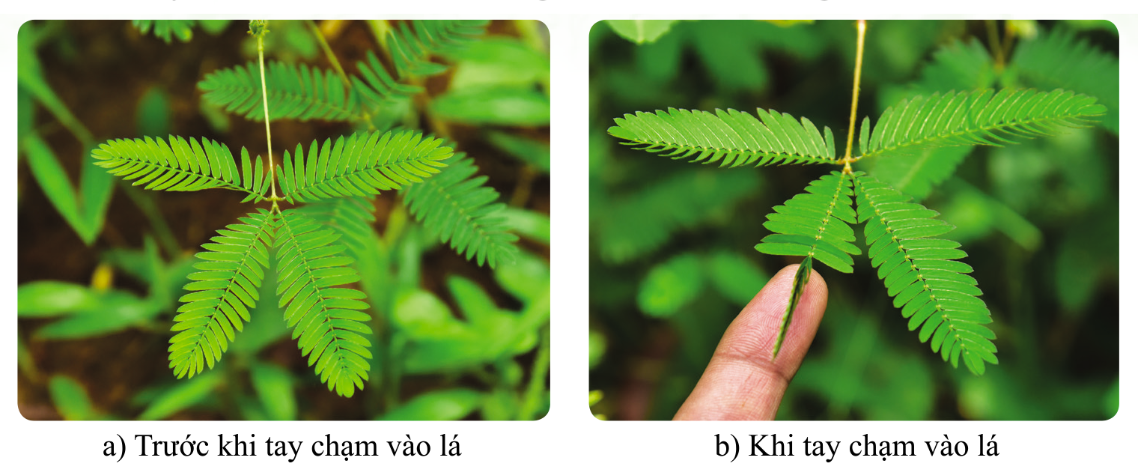 a) Trước khi tay chạm vào lá
b) Khi tay chạm vào lá